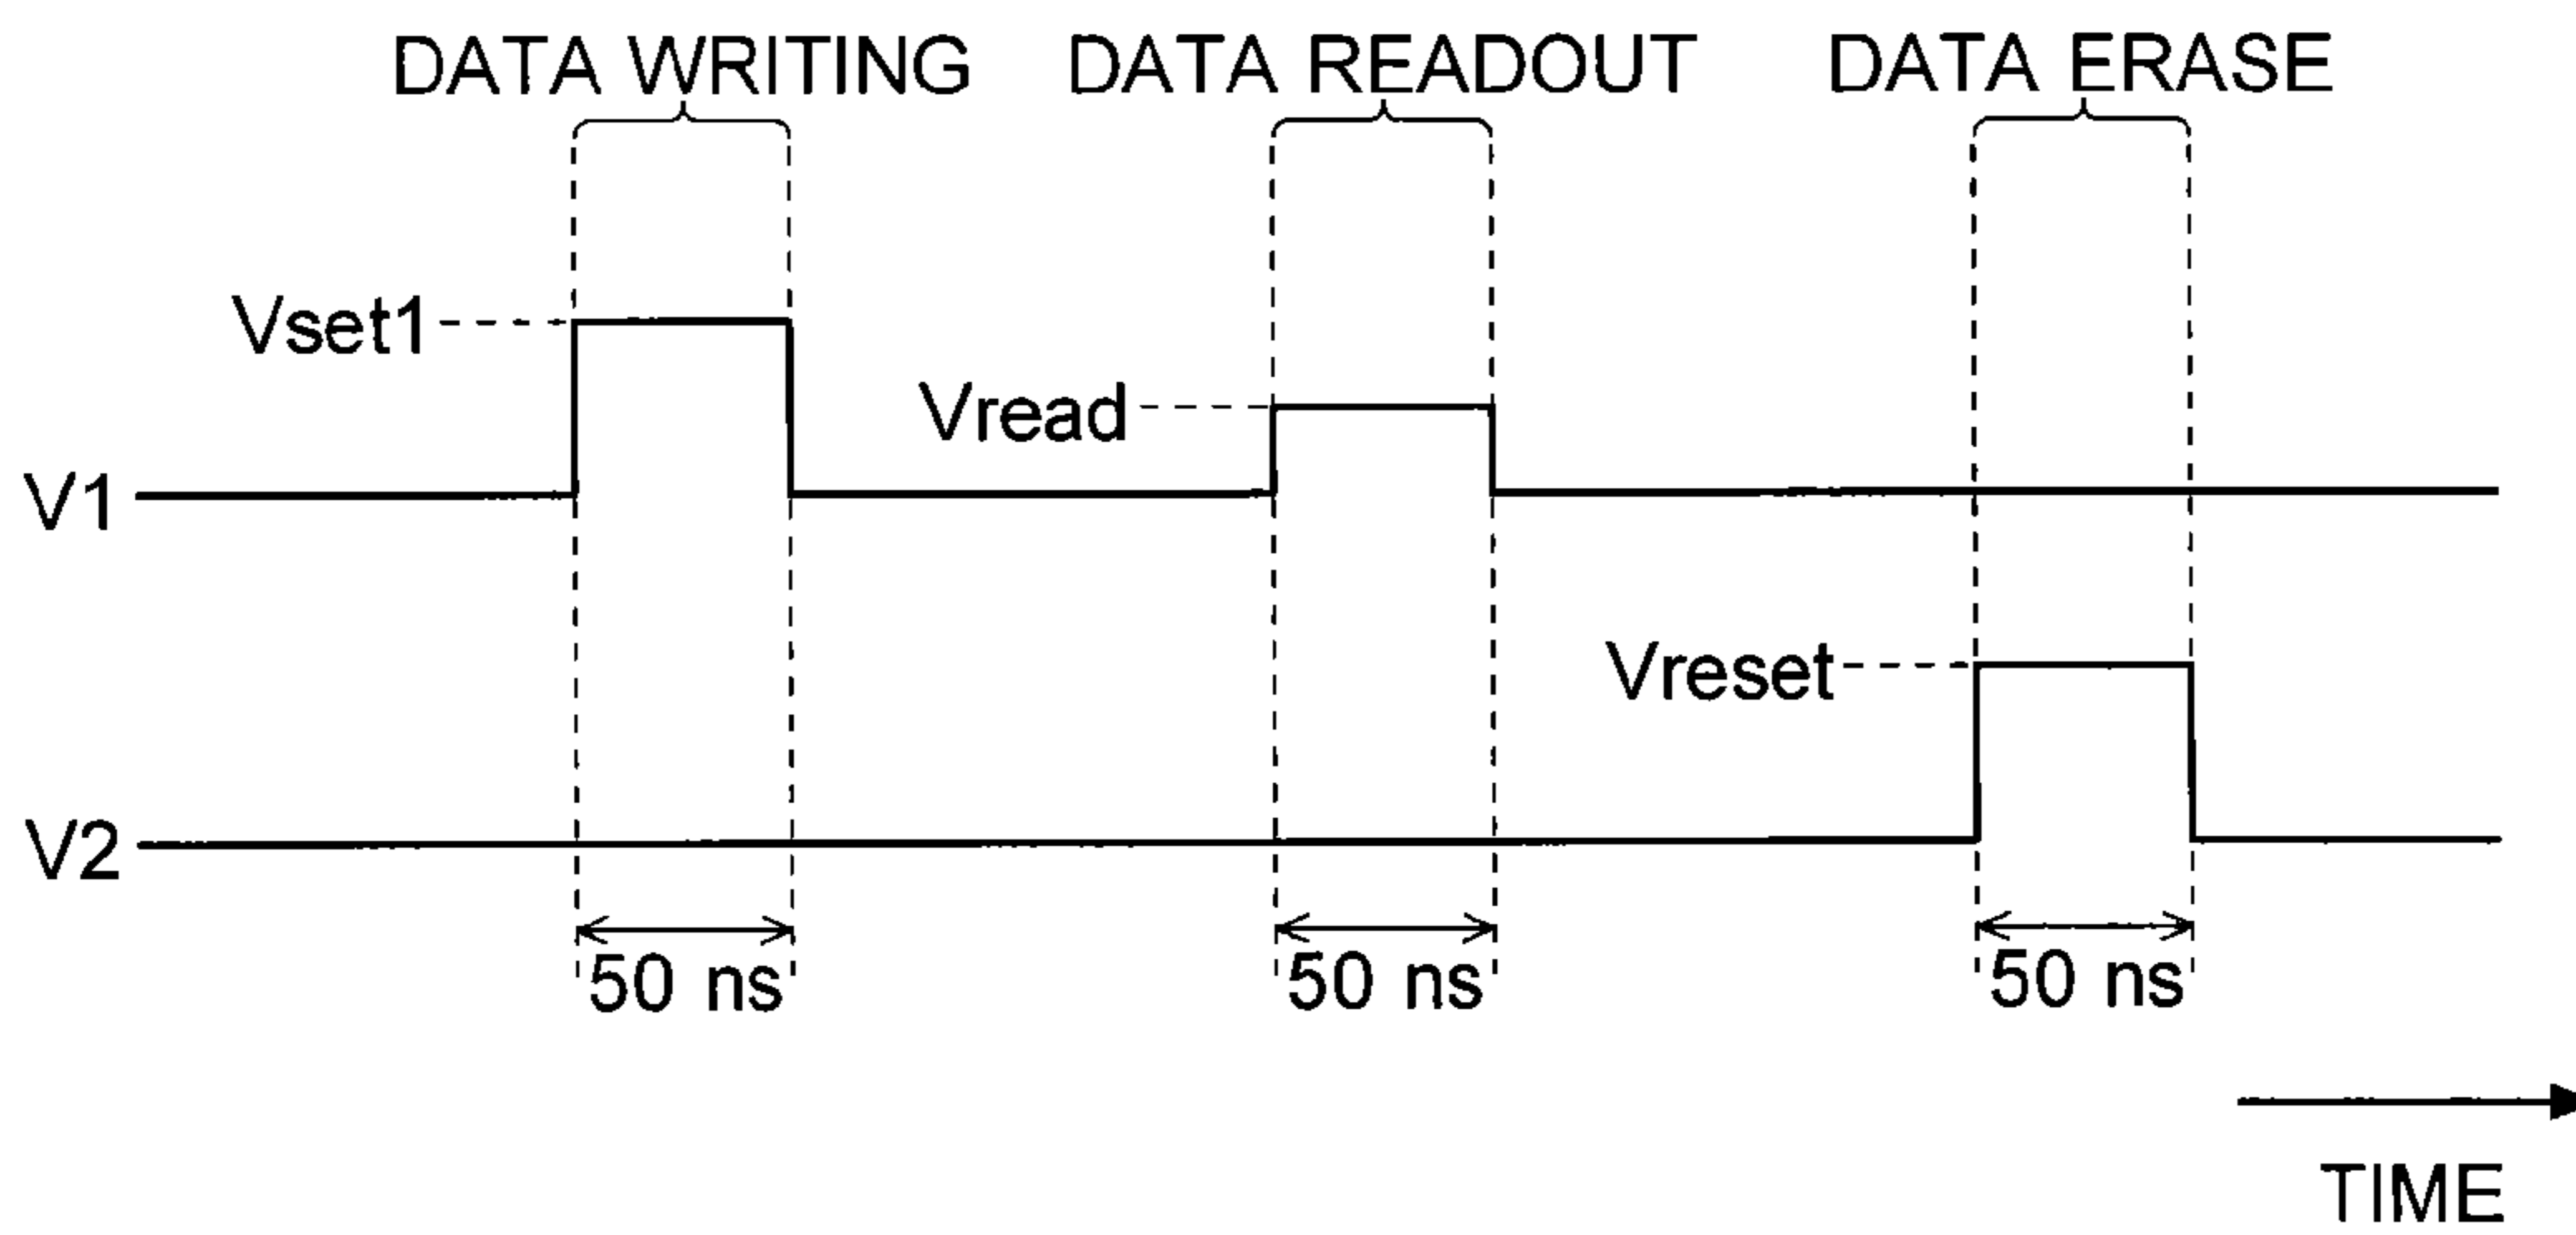 DATA WRITING DATA READOUT DATA ERASE
Vset1
Vread
V1
Vreset
V2
50 ns 50 ns 50 ns
TIME